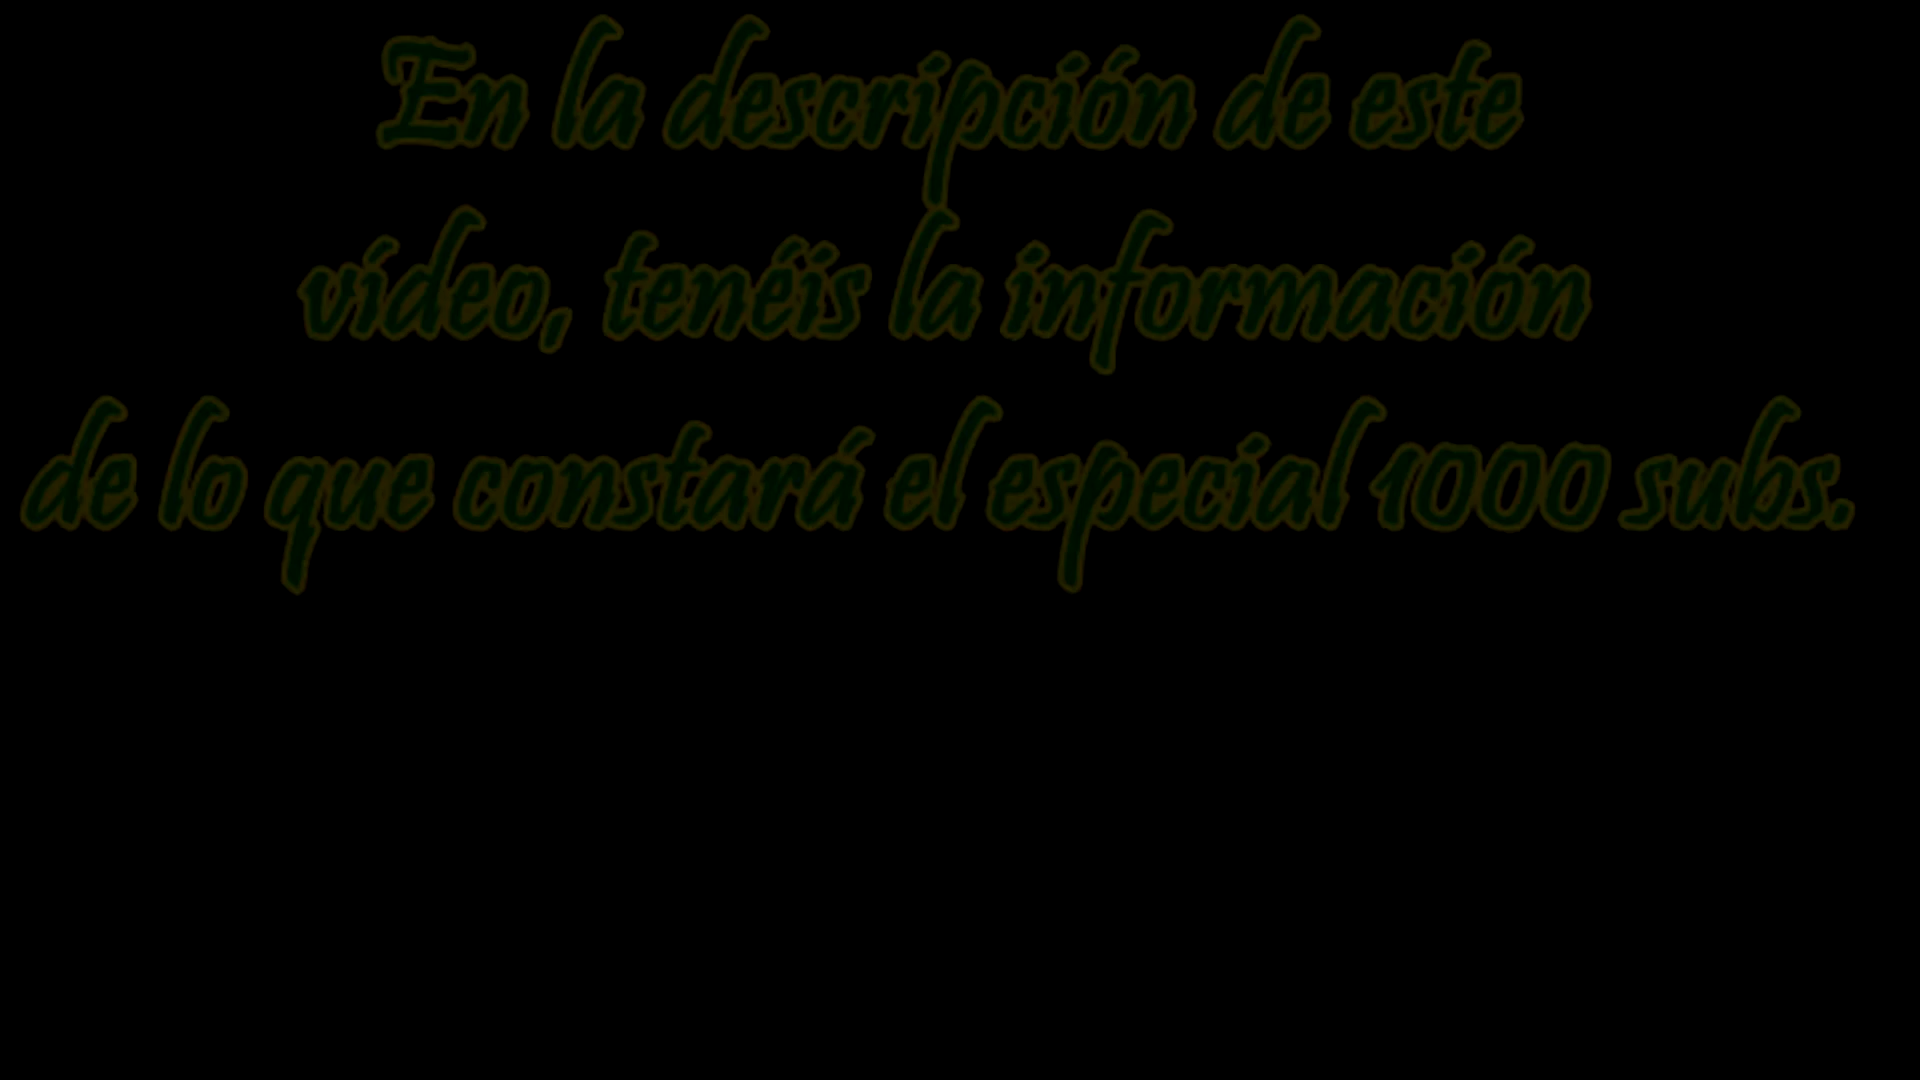 En la descripción de este
vídeo, tenéis la información
de lo que constará el especial 1000 subs.